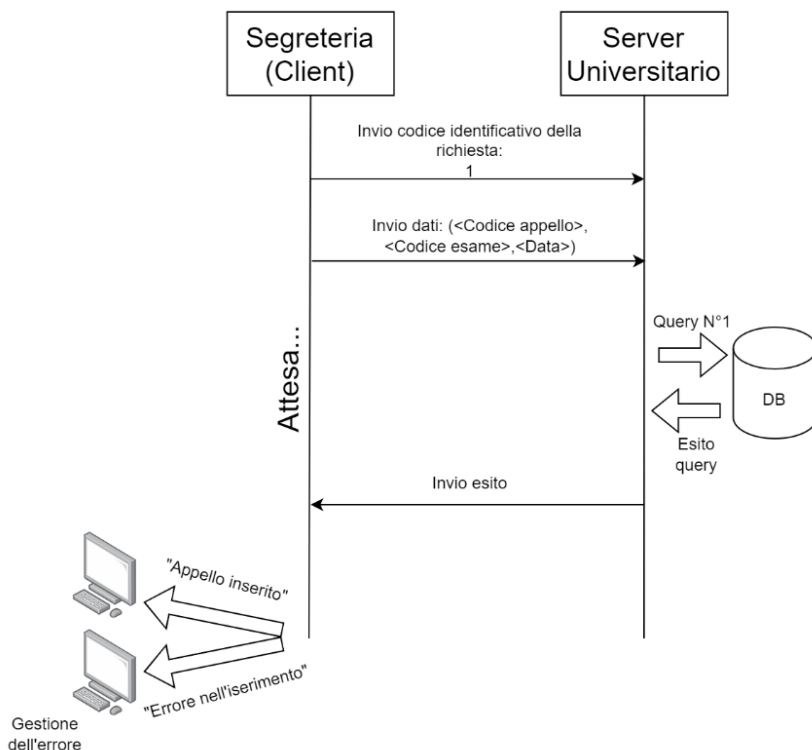 Segreteria
(Client)
Server
Universitario
Invio codice identificativo della
richiesta:
1
Invio dati: (<Codice appello>,
<Codice esame>,<Data>)
Attesa...
Query N°1
DB
Esito
query
Invio esito
"Appello inserito"
"Errore nell'iserimento"
Gestione
dell'errore